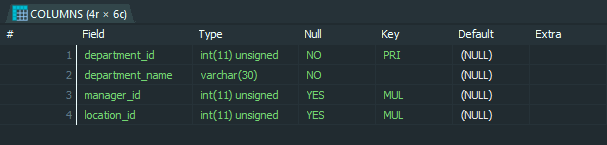 COLUMNS (4r × 6c)
# Field Type Null Key Default Extra
1 department_id int(11) unsigned NO PRI (NULL)
2 department_name varchar(30) NO (NULL)
3 manager_id int(11) unsigned YES MUL (NULL)
4 location_id int(11) unsigned YES MUL (NULL)